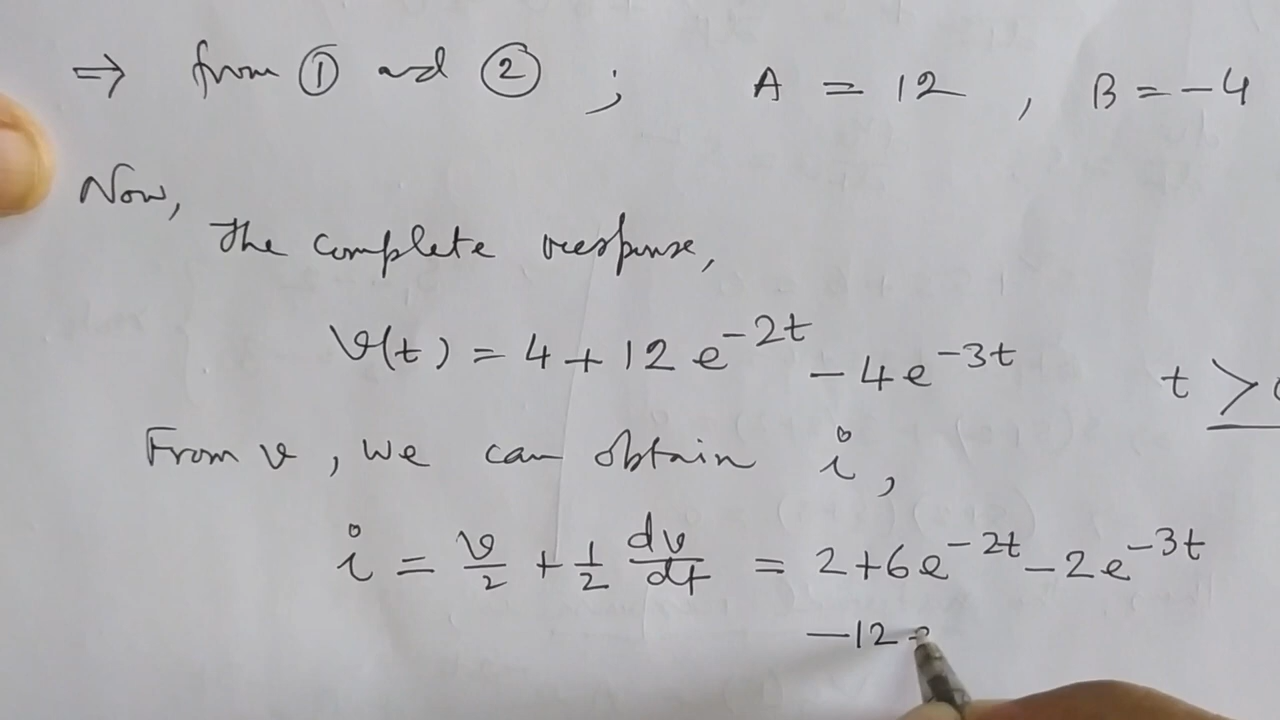 ⇒ from ① and ② ; A = 12 , B = -4
Now,
the complete response,
v(t) = 4 + 12 e^{-2t} - 4e^{-3t} t >
From v , we can obtain i ,
i = v/2 + 1/2 dv/dt = 2+6e^{-2t} - 2e^{-3t}
-12